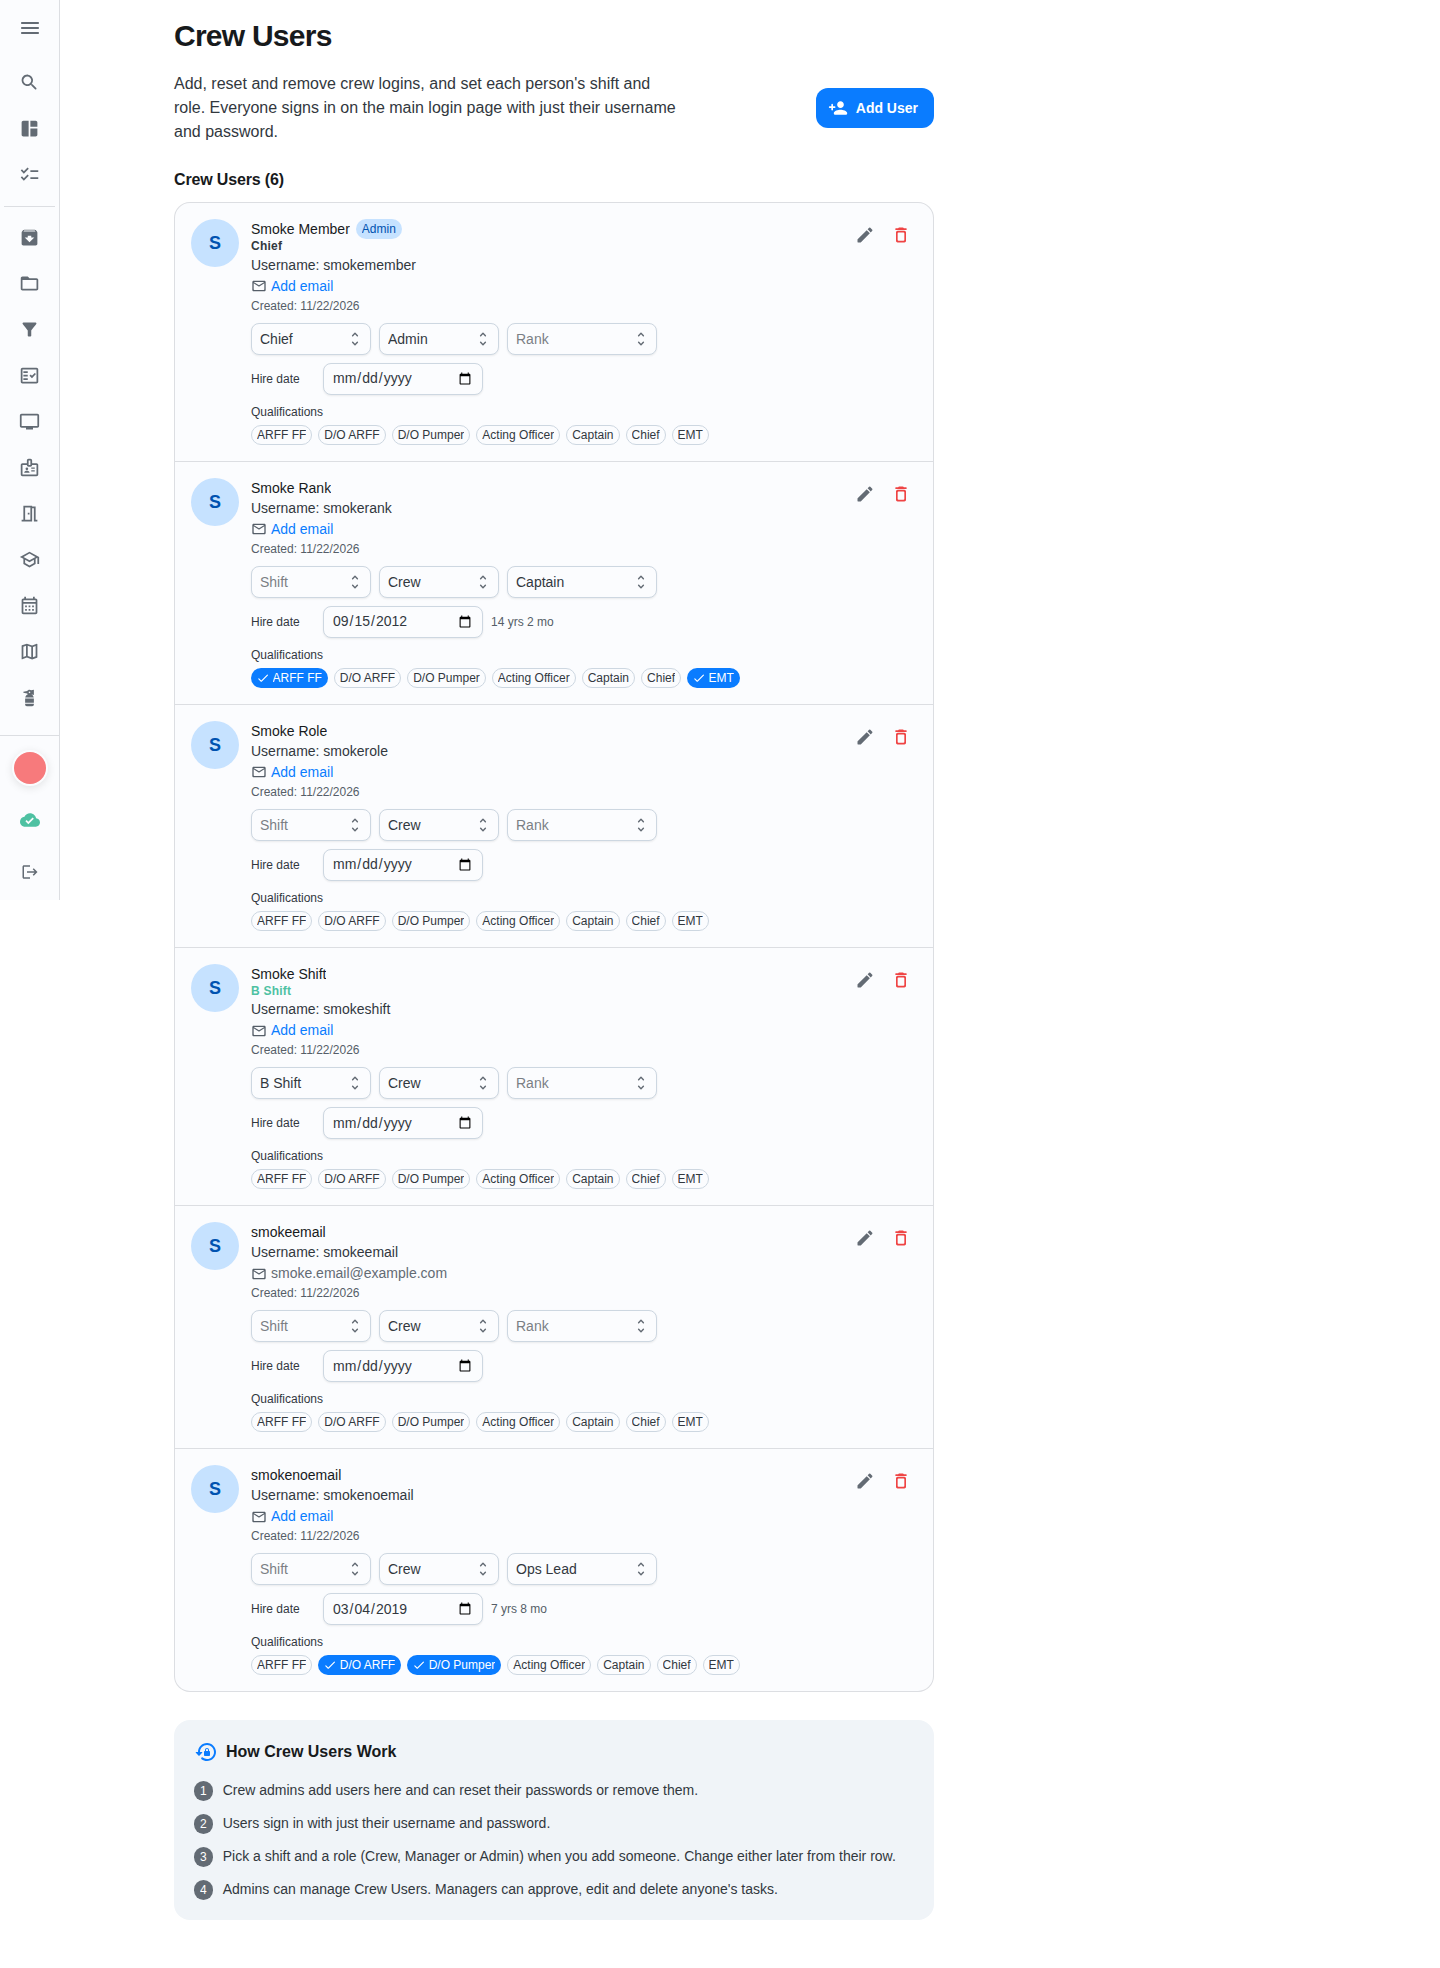 Crew Users
Add, reset and remove crew logins, and set each person's shift and
role. Everyone signs in on the main login page with just their username
and password.
Add User
Crew Users (6)
S
Smoke Member Admin
Chief
Username: smokemember
Add email
Created: 11/22/2026
Chief Admin Rank
Hire date mm/dd/yyyy
Qualifications
ARFF FF D/O ARFF D/O Pumper Acting Officer Captain Chief EMT
S
Smoke Rank
Username: smokerank
Add email
Created: 11/22/2026
Shift Crew Captain
Hire date 09/15/2012 14 yrs 2 mo
Qualifications
ARFF FF D/O ARFF D/O Pumper Acting Officer Captain Chief EMT
S
Smoke Role
Username: smokerole
Add email
Created: 11/22/2026
Shift Crew Rank
Hire date mm/dd/yyyy
Qualifications
ARFF FF D/O ARFF D/O Pumper Acting Officer Captain Chief EMT
S
Smoke Shift
B Shift
Username: smokeshift
Add email
Created: 11/22/2026
B Shift Crew Rank
Hire date mm/dd/yyyy
Qualifications
ARFF FF D/O ARFF D/O Pumper Acting Officer Captain Chief EMT
S
smokeemail
Username: smokeemail
smoke.email@example.com
Created: 11/22/2026
Shift Crew Rank
Hire date mm/dd/yyyy
Qualifications
ARFF FF D/O ARFF D/O Pumper Acting Officer Captain Chief EMT
S
smokenoemail
Username: smokenoemail
Add email
Created: 11/22/2026
Shift Crew Ops Lead
Hire date 03/04/2019 7 yrs 8 mo
Qualifications
ARFF FF D/O ARFF D/O Pumper Acting Officer Captain Chief EMT
How Crew Users Work
1 Crew admins add users here and can reset their passwords or remove them.
2 Users sign in with just their username and password.
3 Pick a shift and a role (Crew, Manager or Admin) when you add someone. Change either later from their row.
4 Admins can manage Crew Users. Managers can approve, edit and delete anyone's tasks.